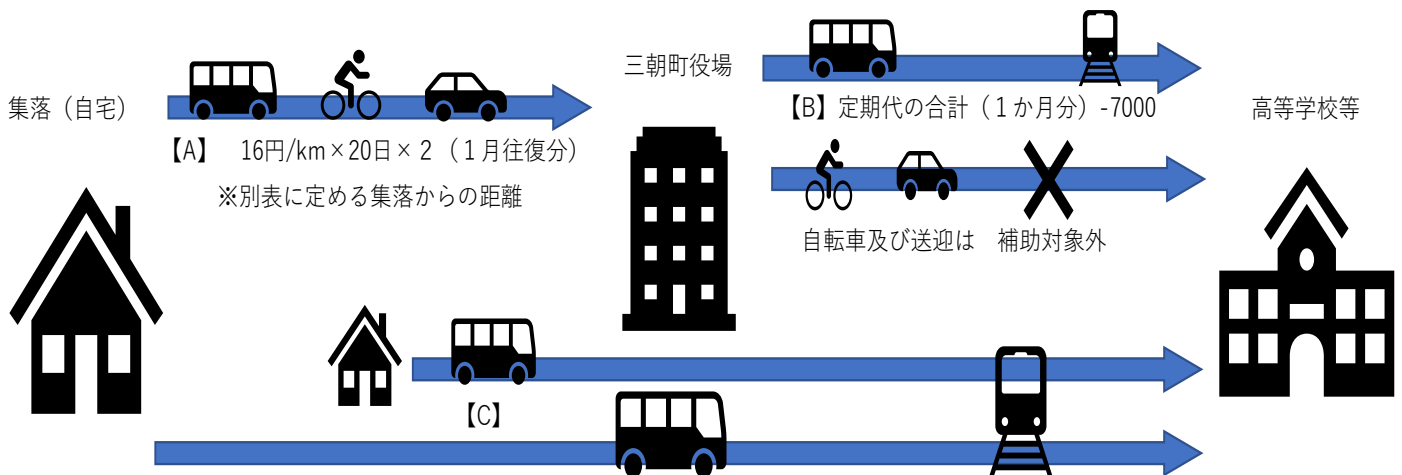 集落（自宅）
【A】　16円/km×20日×２（１月往復分）
※別表に定める集落からの距離
三朝町役場
【B】定期代の合計（１か月分）-7000
自転車及び送迎は　補助対象外
高等学校等
【C】